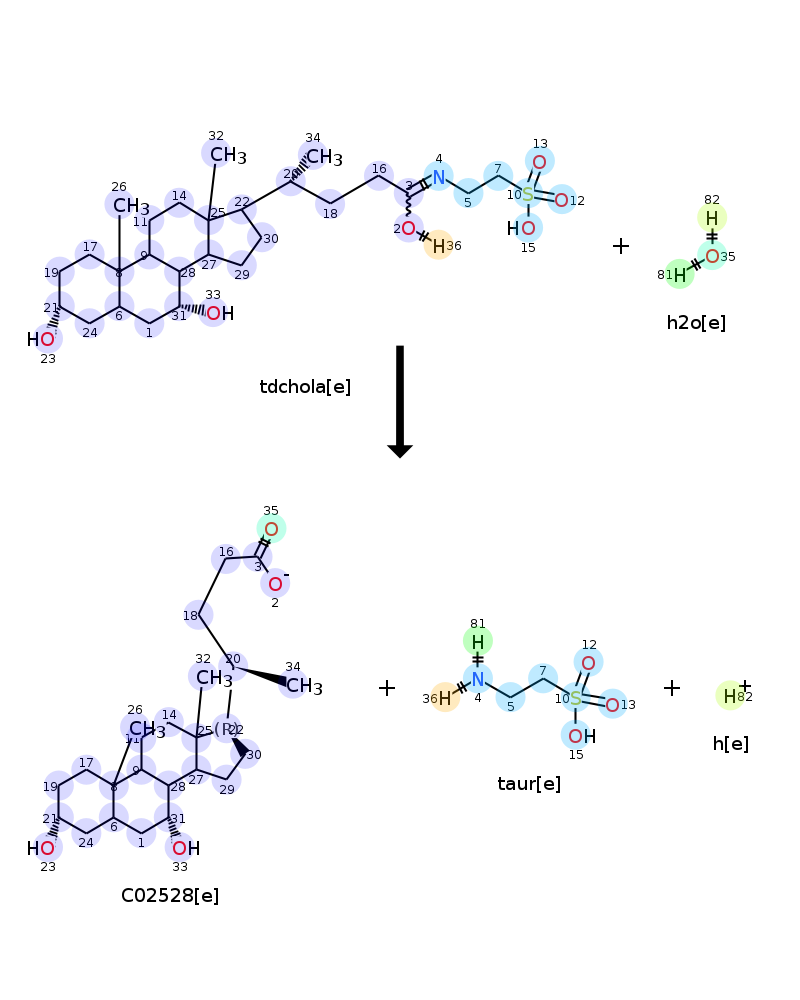 32
CH3
34
CH3
13
O
4
N
16
3
7
26
CH3
20
14
22
18
5
10
S
O
12
11
25
2
O
H
36
HO
15
82
H
17
9
30
+
O
35
19
8
28
27
29
81
H
21
33
OH
31
h2o[e]
HO
24
6
1
23
tdchola[e]
35
O
16
3
O
-
2
18
81
H
12
O
32
20
34
CH3
CH3
+
36
H
N
4
5
7
10
S
O
13
+
H
+
82
26
CH3
14
25
(R)
22
11
30
OH
15
h[e]
17
9
27
29
taur[e]
19
8
28
21
31
HO
24
6
1
OH
23
33
C02528[e]